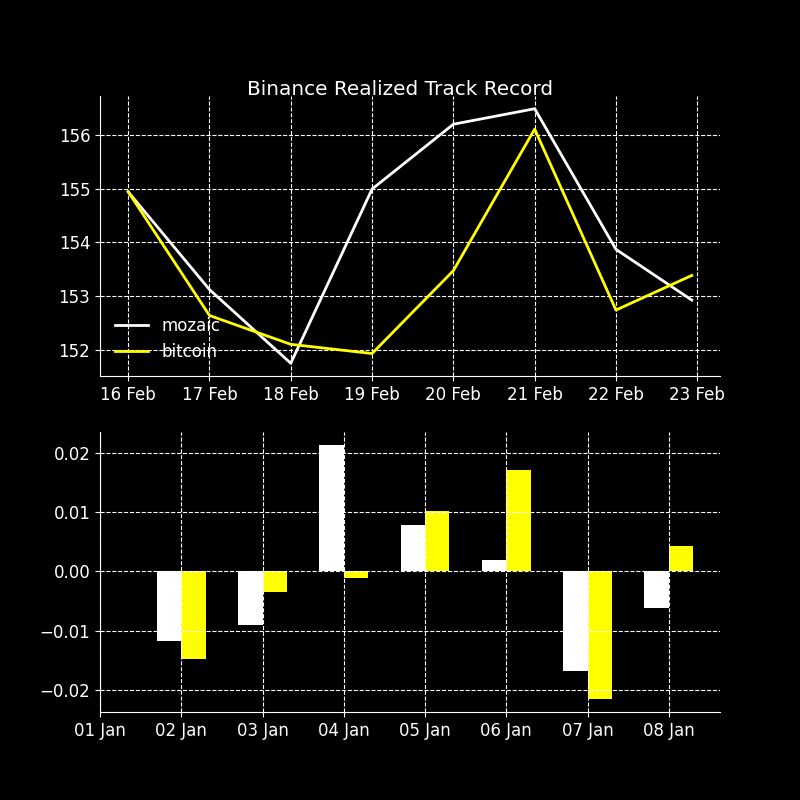 Binance Realized Track Record
156
155
154
153
152
mozaic
bitcoin
16 Feb 17 Feb 18 Feb 19 Feb 20 Feb 21 Feb 22 Feb 23 Feb
0.02
0.01
0.00
−0.01
−0.02
01 Jan 02 Jan 03 Jan 04 Jan 05 Jan 06 Jan 07 Jan 08 Jan